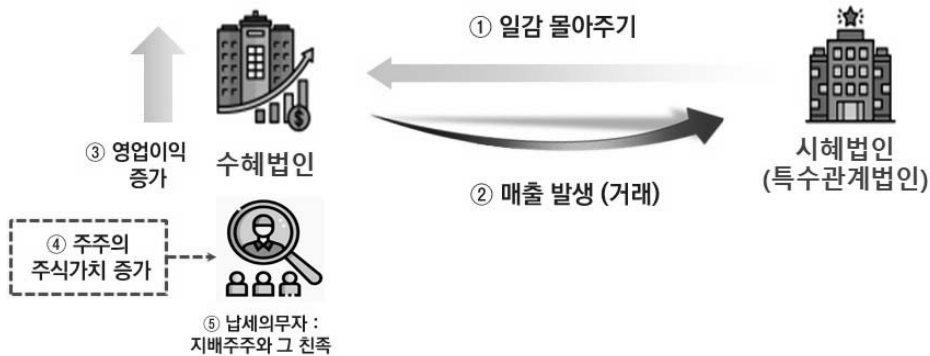 ① 일감 몰아주기
③ 영업이익
증가
수혜법인
시혜법인
(특수관계법인)
② 매출 발생 (거래)
④ 주주의
주식가치 증가
⑤ 납세의무자 :
지배주주와 그 친족